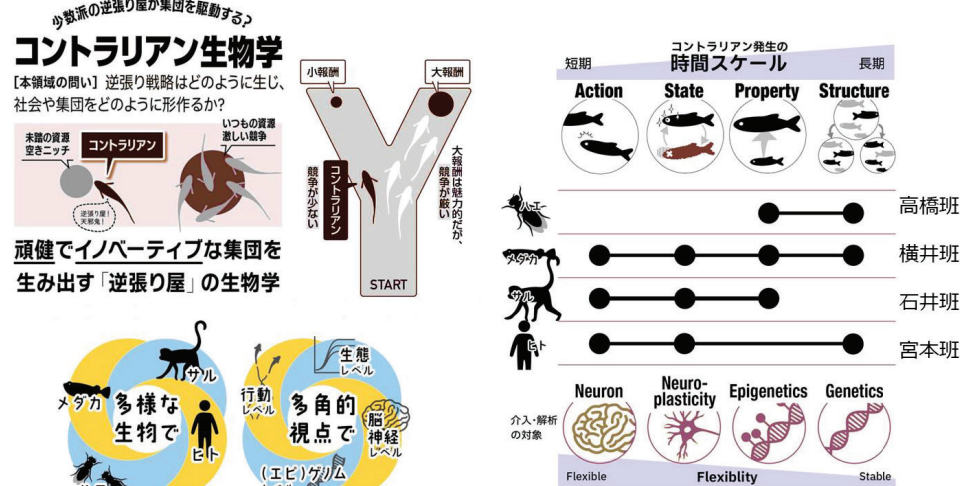 少数派の逆張り屋が集団を駆動する?
コントラリアン生物学
[本領域の問い] 逆張り戦略はどのように生じ、
社会や集団をどのように形作るか?
未踏の資源
空きニッチ
コントラリアン
いつもの資源
激しい競争
逆張り屋!
天邪鬼!
頑健でイノベーティブな集団を
生み出す「逆張り屋」の生物学
小報酬
大報酬
コントラリアン
競争が少ない
大報酬は魅力的だが、
競争が厳しい
START
サル
メダカ
多様な
生物で
ヒト
生態
レベル
行動
レベル
多角的
視点で
脳
神経
レベル
(エピ)ゲノム
コントラリアン発生の
時間スケール
短期
長期
Action
State
Property
Structure
ハエ
高橋班
メダカ
横井班
サル
石井班
ヒト
宮本班
介入・解析
の対象
Neuron
Neuro-
plasticity
Epigenetics
Genetics
Flexible
Flexiblity
Stable